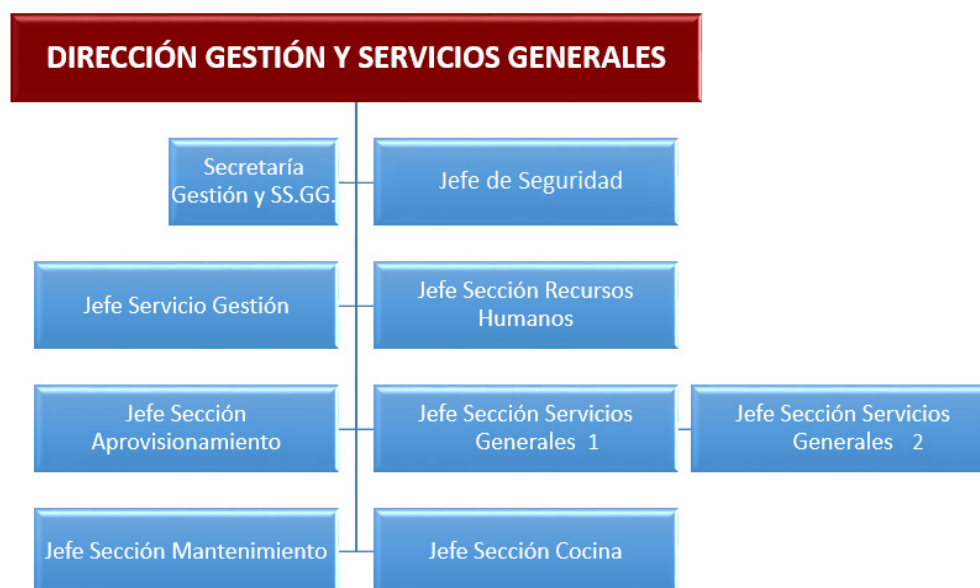 DIRECCIÓN GESTIÓN Y SERVICIOS GENERALES
Secretaría
Gestión y SS.GG.
Jefe de Seguridad
Jefe Servicio Gestión
Jefe Sección Recursos
Humanos
Jefe Sección
Aprovisionamiento
Jefe Sección Servicios
Generales 1
Jefe Sección Servicios
Generales 2
Jefe Sección Mantenimiento
Jefe Sección Cocina